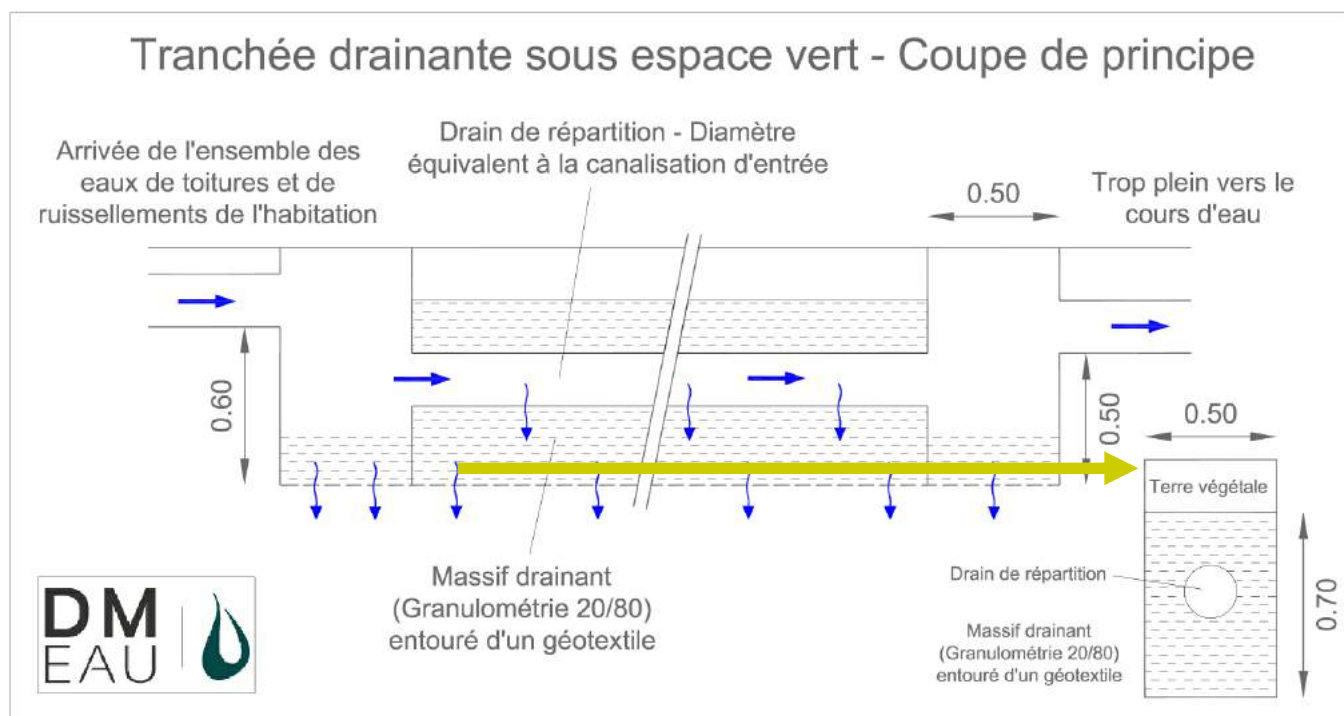 Tranchée drainante sous espace vert - Coupe de principe
Arrivée de l'ensemble des
eaux de toitures et de
ruissellements de l'habitation
Drain de répartition - Diamètre
équivalent à la canalisation d'entrée
0.50
Trop plein vers le
cours d'eau
0.60
0.50
0.50
Terre végétale
Drain de répartition
0.70
Massif drainant
(Granulométrie 20/80)
entouré d'un géotextile
Massif drainant
(Granulométrie 20/80)
entouré d'un géotextile
DM
EAU